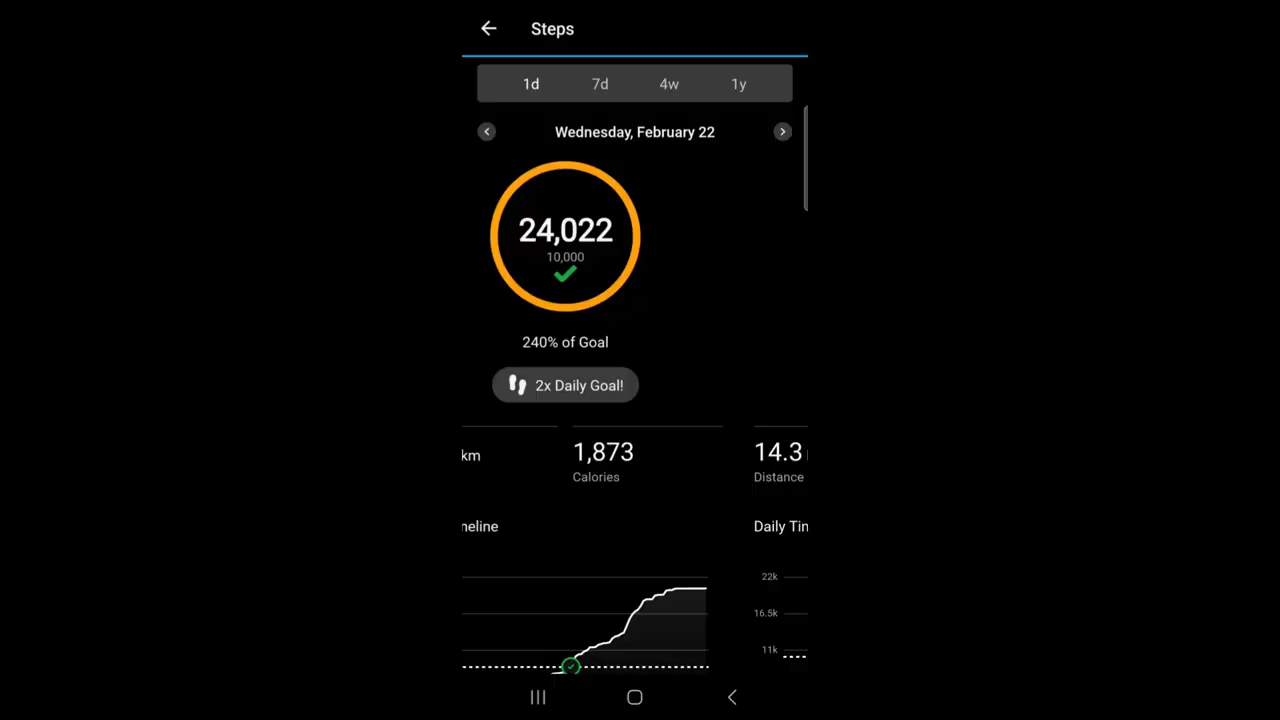 Steps
1d 7d 4w 1y
Wednesday, February 22
24,022
10,000
240% of Goal
2x Daily Goal!
km
1,873
Calories
14.3
Distance
neline
Daily Tin
22k
16.5k
11k